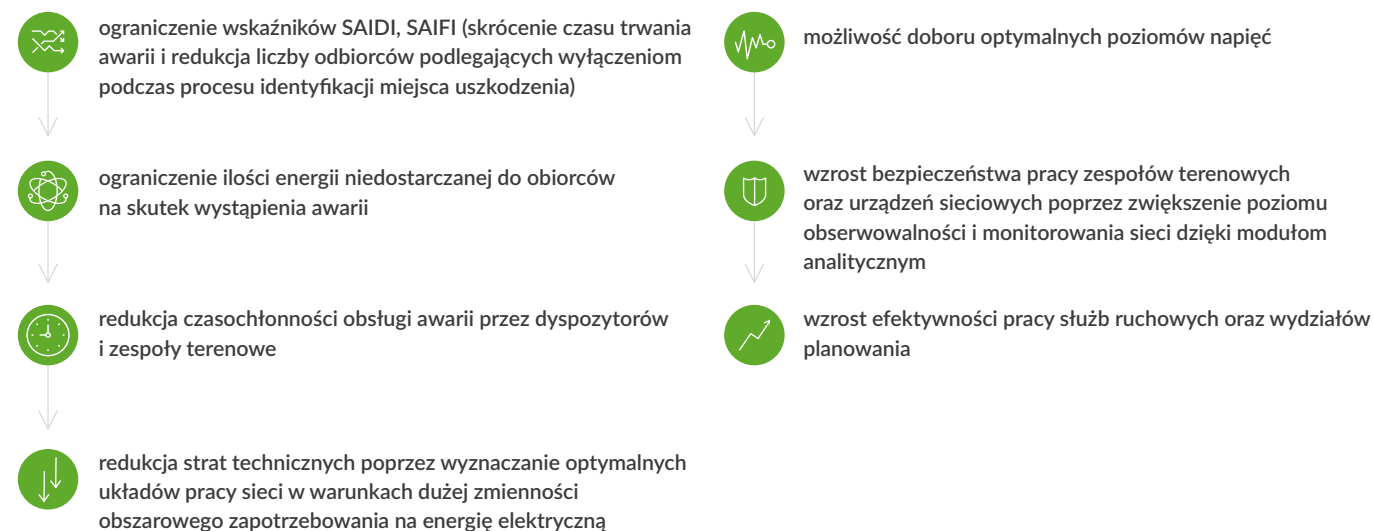 ograniczenie wskaźników SAIDI, SAIFI (skrócenie czasu trwania
awarii i redukcja liczby odbiorców podlegających wyłączeniom
podczas procesu identyfikacji miejsca uszkodzenia)
ograniczenie ilości energii niedostarczanej do obiorców
na skutek wystąpienia awarii
redukcja czasochłonności obsługi awarii przez dyspozytorów
i zespoły terenowe
redukcja strat technicznych poprzez wyznaczanie optymalnych
układów pracy sieci w warunkach dużej zmienności
obszarowego zapotrzebowania na energię elektryczną
możliwość doboru optymalnych poziomów napięć
wzrost bezpieczeństwa pracy zespołów terenowych
oraz urządzeń sieciowych poprzez zwiększenie poziomu
obserwowalności i monitorowania sieci dzięki modułom
analitycznym
wzrost efektywności pracy służb ruchowych oraz wydziałów
planowania